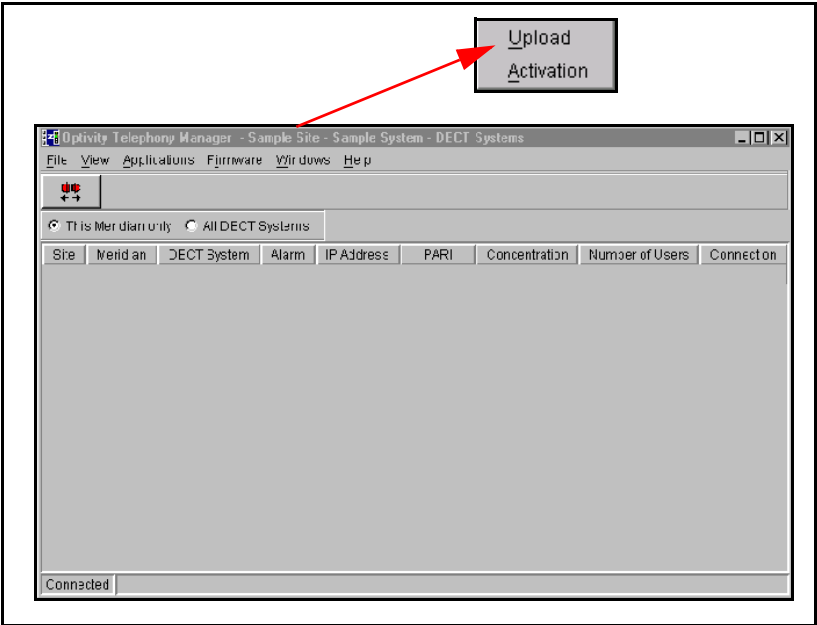 Upload
Activation
Optivity Telephony Manager - Sample Site - Sample System - DECT Systems
File View Applications Firmware Windows Help
This Meridian only All DECT Systems
Site Meridian DECT System Alarm IP Address PARI Concentration Number of Users Connection
Connected